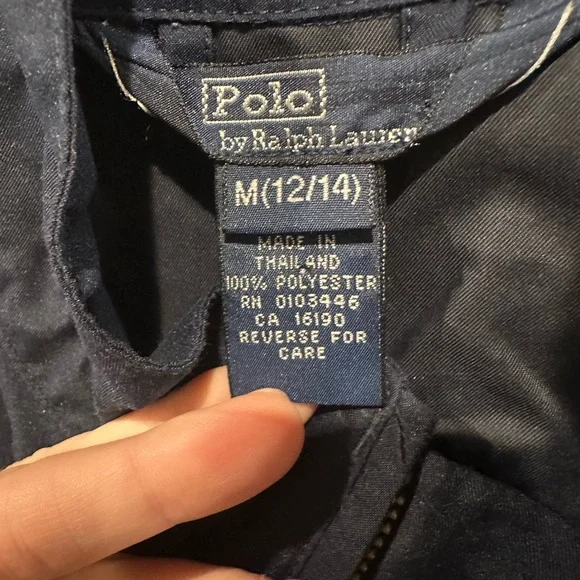 Polo
by Ralph Lauren
M(12/14)
MADE IN
THAILAND
100% POLYESTER
RN 0103446
CA 16190
REVERSE FOR
CARE